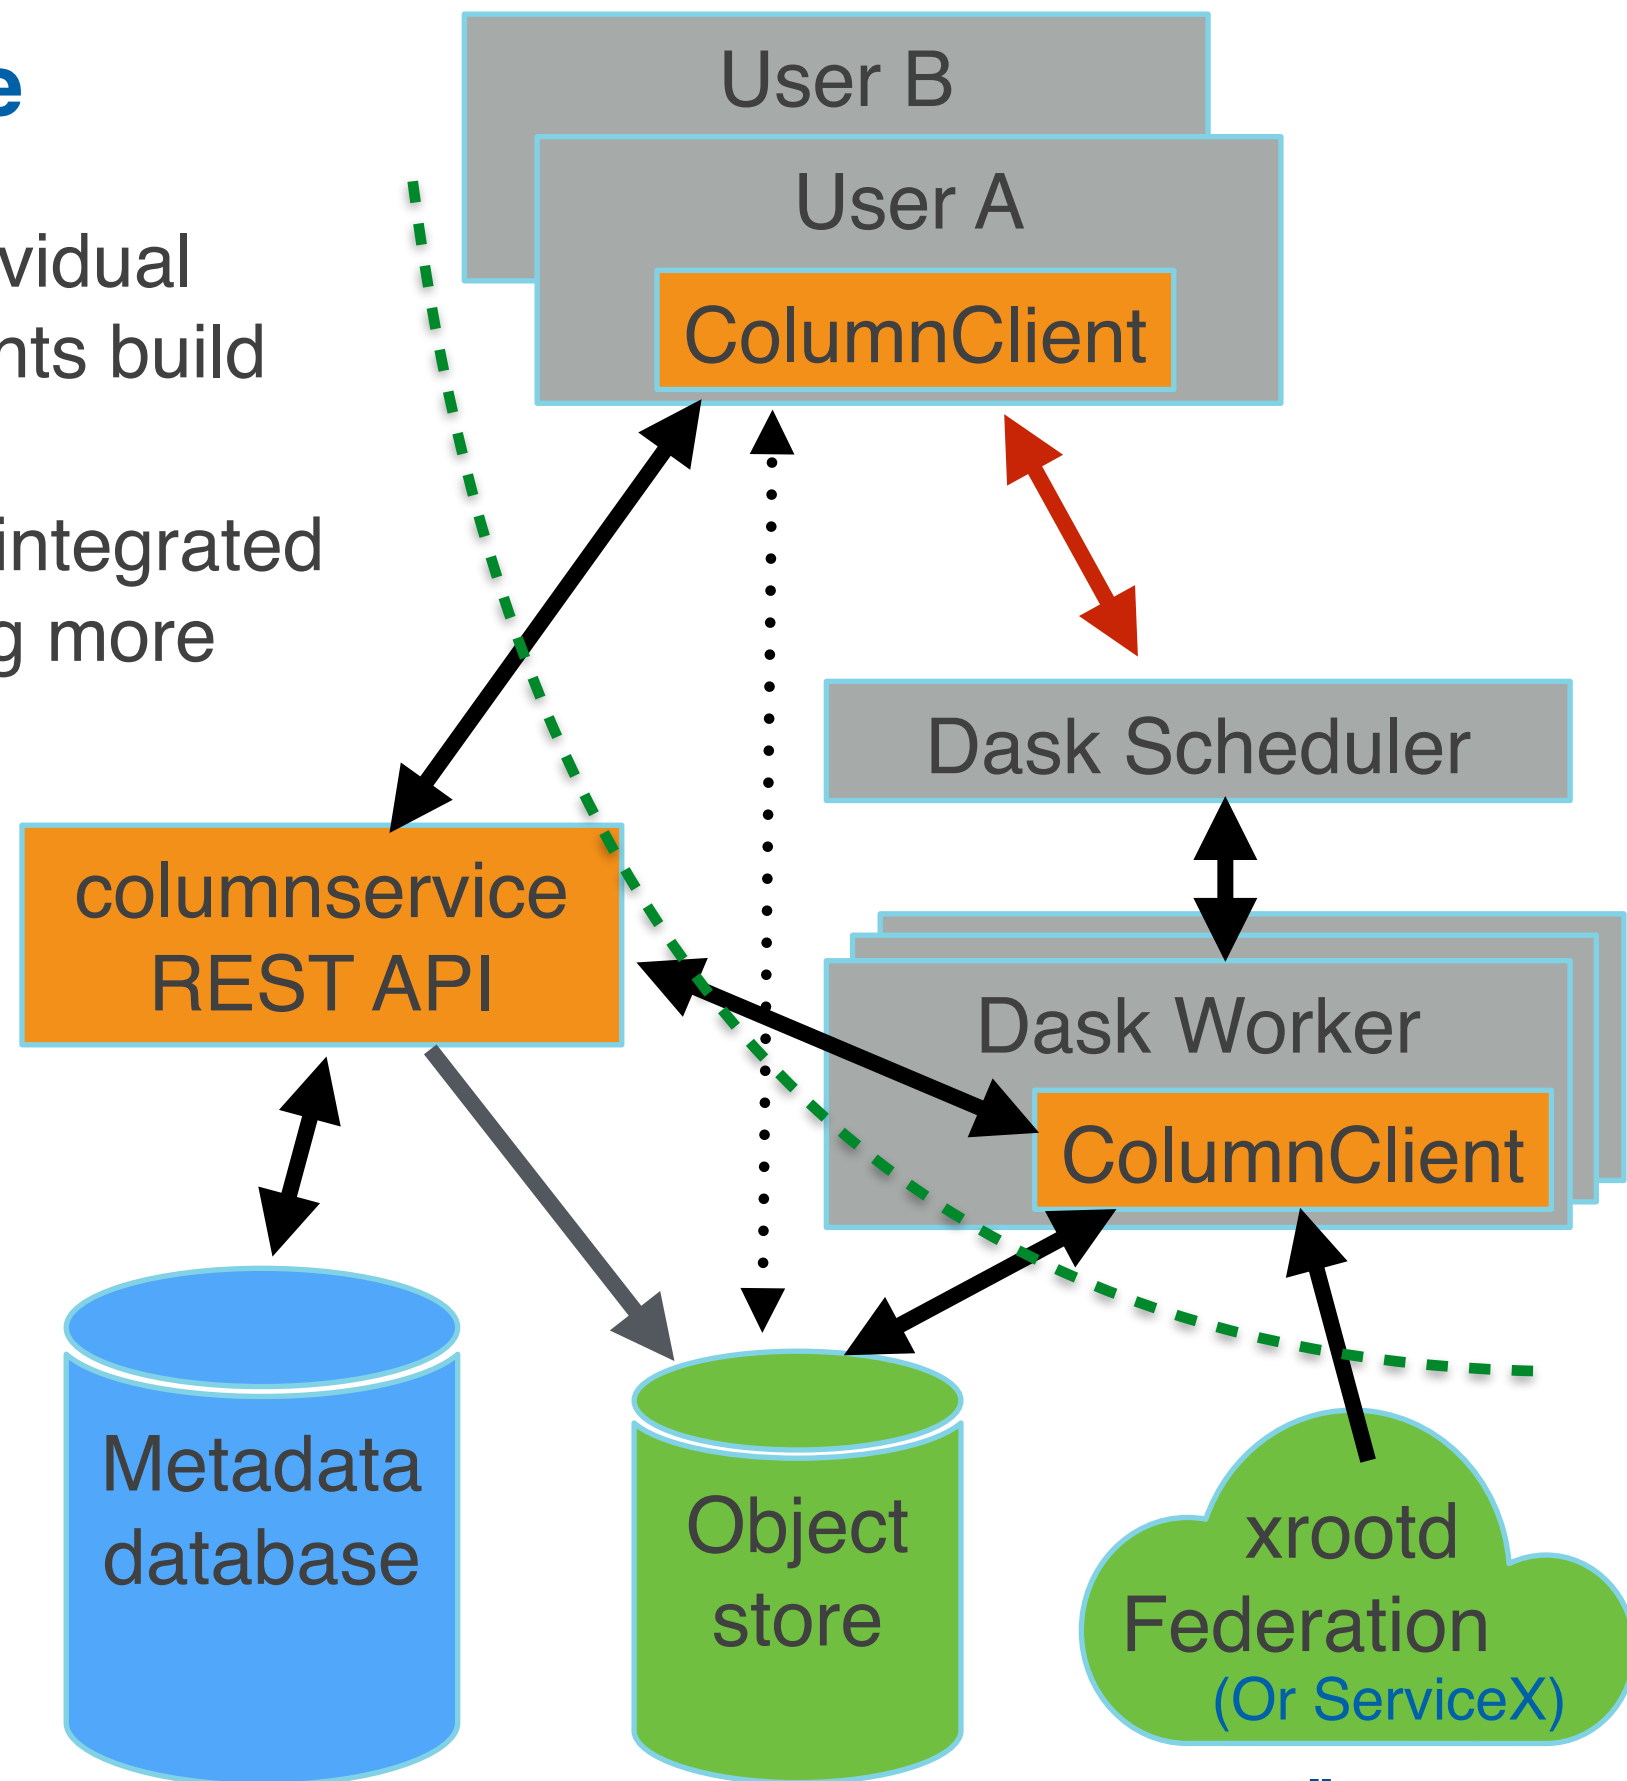 e
vidual
nts build
integrated
g more
User B
User A
ColumnClient
Dask Scheduler
columnservice
REST API
Dask Worker
ColumnClient
Metadata
database
Object
store
xrootd
Federation
(Or ServiceX)